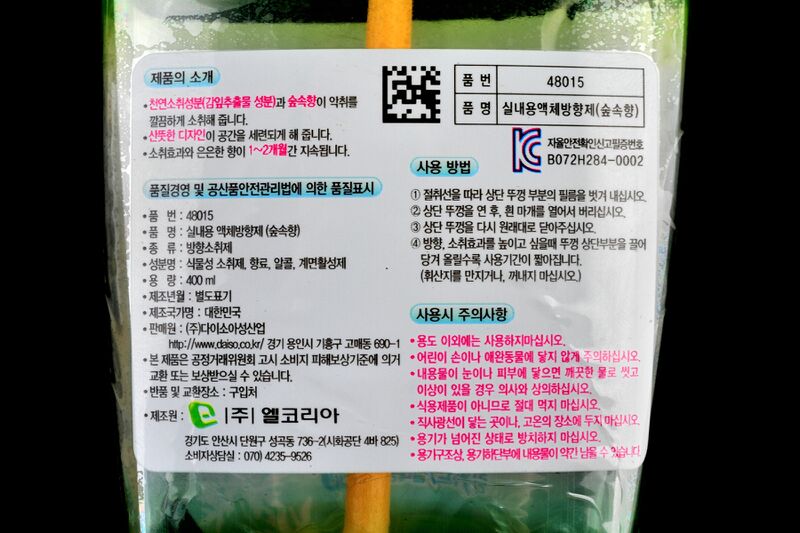 제품의 소개
• 천연소취성분(감잎추출물 성분)과 숲속향이 악취를
깔끔하게 소취해 줍니다.
• 산뜻한 디자인이 공간을 세련되게 해 줍니다.
• 소취효과와 은은한 향이 1~2개월간 지속됩니다.
품질경영 및 공산품안전관리법에 의한 품질표시
• 품 번 : 48015
• 품 명 : 실내용 액체방향제 (숲속향)
• 종 류 : 방향소취제
• 성분명 : 식물성 소취제, 향료, 알콜, 계면활성제
• 용 량 : 400 ml
• 제조년월 : 별도표기
• 제조국가명 : 대한민국
• 판매원 : (주)다이소아성산업
http://www.daiso.co.kr/ 경기 용인시 기흥구 고매동 690-1
• 본 제품은 공정거래위원회 고시 소비지 피해보상기준에 의거
교환 또는 보상받으실 수 있습니다.
• 반품 및 교환장소 : 구입처
• 제조원 : |주| 엘코리아
경기도 안산시 단원구 성곡동 736-2(시화공단 4바 825)
소비자상담실 : 070) 4235-9526
품 번 48015
품 명 실내용액체방향제(숲속향)
자율안전확인신고필증번호
B072H284-0002
사용 방법
① 절취선을 따라 상단 뚜껑 부분의 필름을 벗겨 내십시오.
② 상단 뚜껑을 연 후, 흰 마개를 열어서 버리십시오.
③ 상단 뚜껑을 다시 원래대로 닫아주십시오.
④ 방향, 소취효과를 높이고 싶을때 뚜껑 상단부분을 끌어
당겨 올릴수록 사용기간이 짧아집니다.
(휘산지를 만지거나, 꺼내지 마십시오.)
사용시 주의사항
• 용도 이외에는 사용하지마십시오.
• 어린이 손이나 애완동물에 닿지 않게 주의하십시오.
• 내용물이 눈이나 피부에 닿으면 깨끗한 물로 씻고
이상이 있을 경우 의사와 상의하십시오.
• 식용제품이 아니므로 절대 먹지 마십시오.
• 직사광선이 닿는 곳이나, 고온의 장소에 두지 마십시오.
• 용기가 넘어진 상태로 방치하지 마십시오.
• 용기구조상, 용기하단부에 내용물이 약간 남을 수 있습니다.